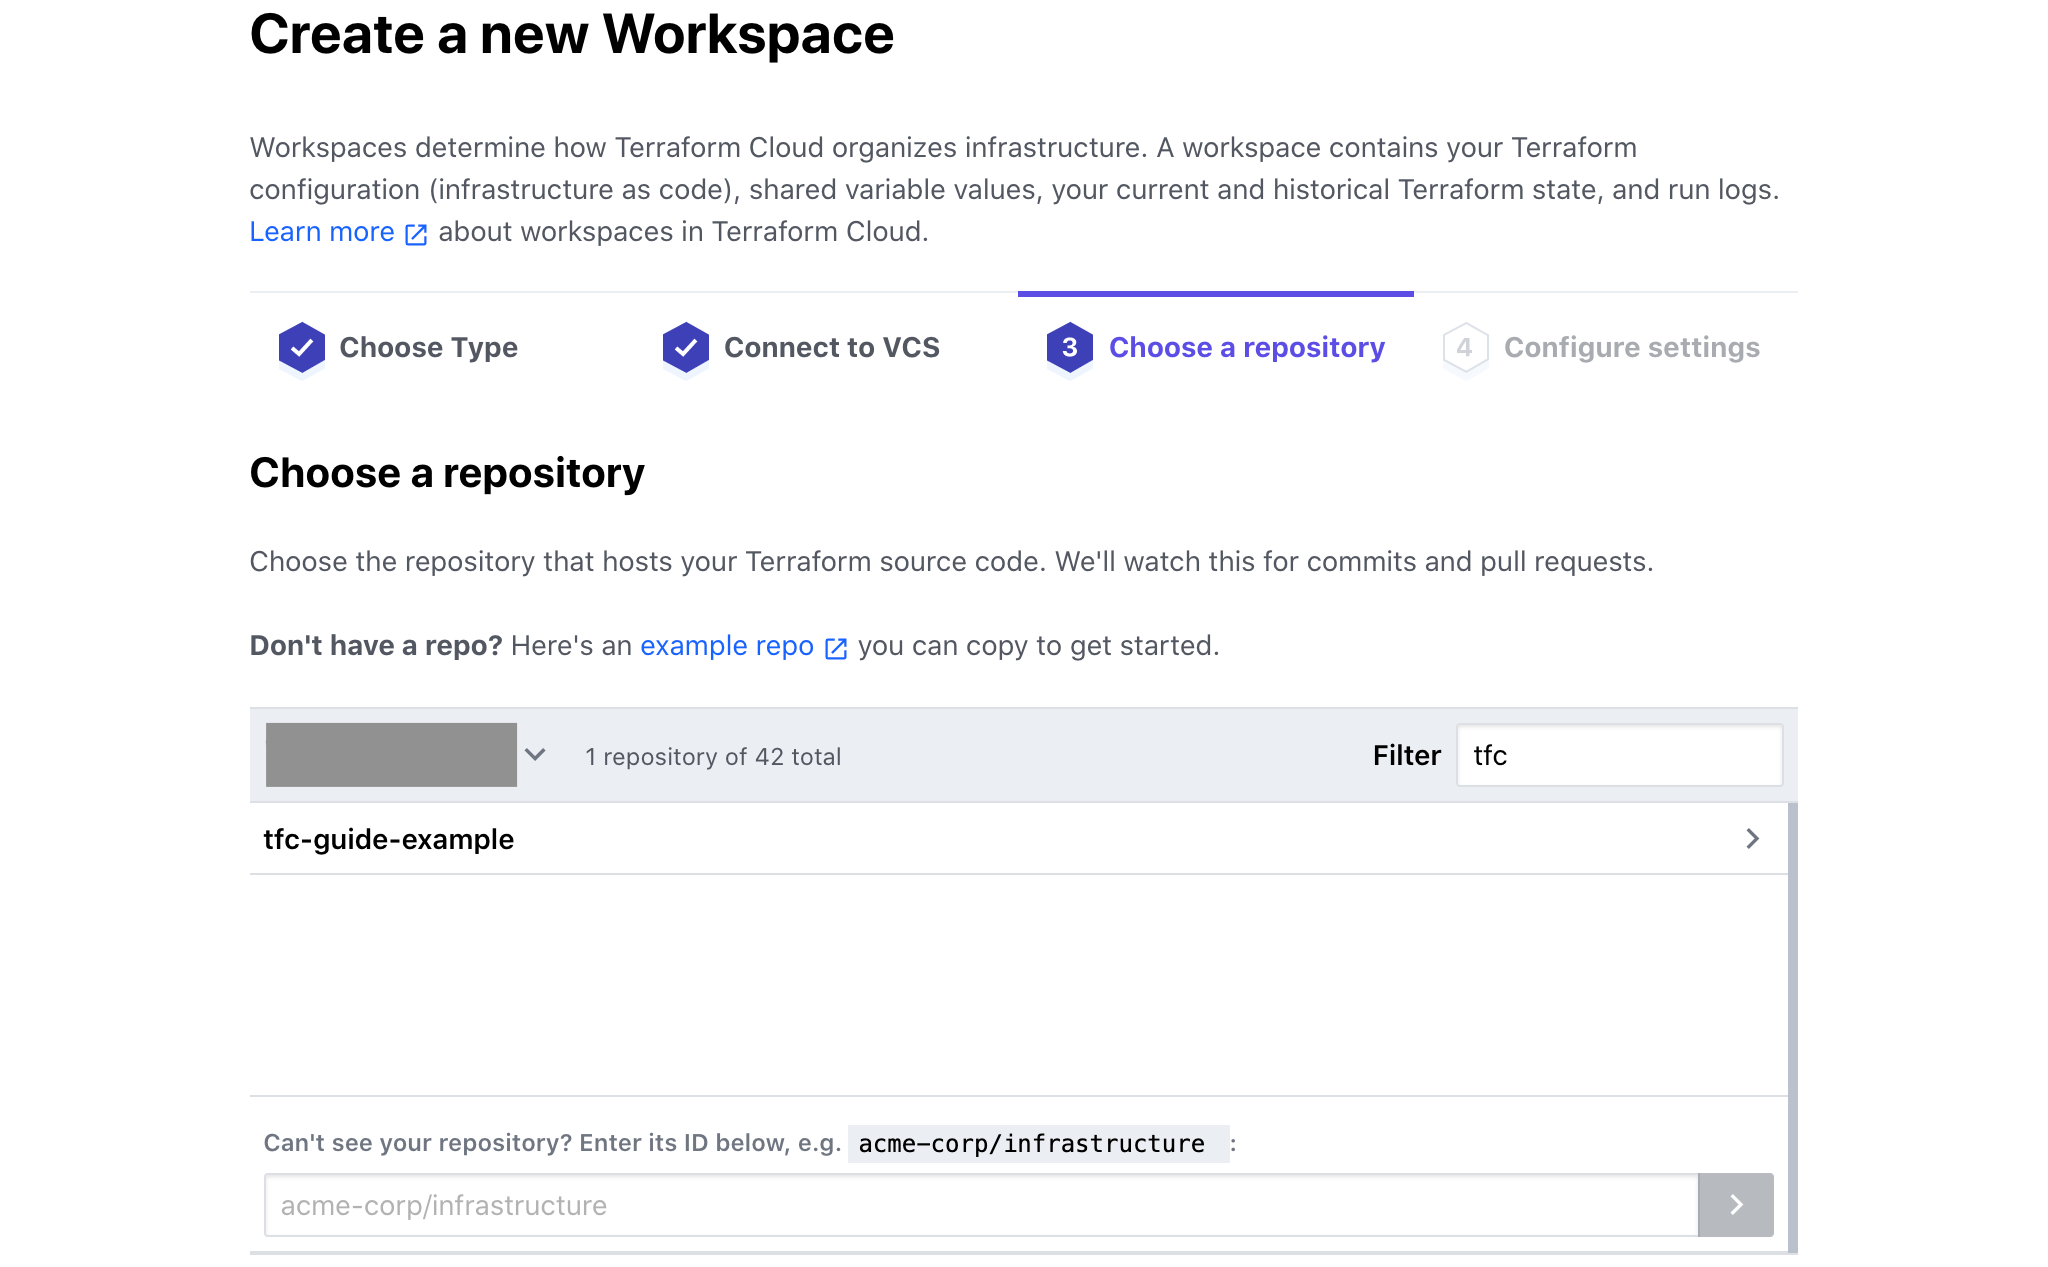 Create a new Workspace
Workspaces determine how Terraform Cloud organizes infrastructure. A workspace contains your Terraform
configuration (infrastructure as code), shared variable values, your current and historical Terraform state, and run logs.
Learn more about workspaces in Terraform Cloud.
Choose Type
Connect to VCS
3 Choose a repository
4 Configure settings
Choose a repository
Choose the repository that hosts your Terraform source code. We'll watch this for commits and pull requests.
Don't have a repo? Here's an example repo you can copy to get started.
1 repository of 42 total
Filter tfc
tfc-guide-example
Can't see your repository? Enter its ID below, e.g. acme-corp/infrastructure :
acme-corp/infrastructure